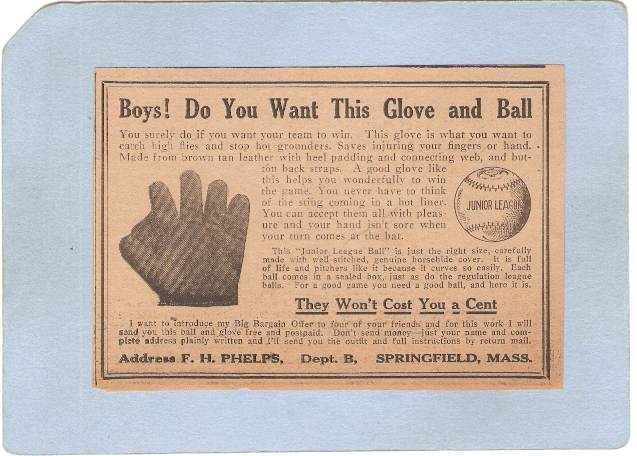 Boys! Do You Want This Glove and Ball
You surely do if you want your team to win. This glove is what you want to
catch high flies and stop hot grounders. Saves injuring your fingers or hand.
Made from brown tan leather with heel padding and connecting web, and but-
ton back straps. A good glove like
this helps you wonderfully to win
the game. You never have to think
of the sting coming in a hot liner.
You can accept them all with pleas-
ure and your hand isn't sore when
your turn comes at the bat.
JUNIOR LEAGUE
This "Junior League Ball" is just the right size, carefully
made with well stitched, genuine horsehide cover. It is full
of life and pitchers like it because it curves so easily. Each
ball comes in a sealed box, just as do the regulation league
balls. For a good game you need a good ball, and here it is.
They Won't Cost You a Cent
I want to introduce my Big Bargain Offer to four of your friends and for this work I will
send you this ball and glove free and postpaid. Don't send money—just your name and com-
plete address plainly written and I'll send you the outfit and full instructions by return mail.
Address F. H. PHELPS, Dept. B, SPRINGFIELD, MASS.